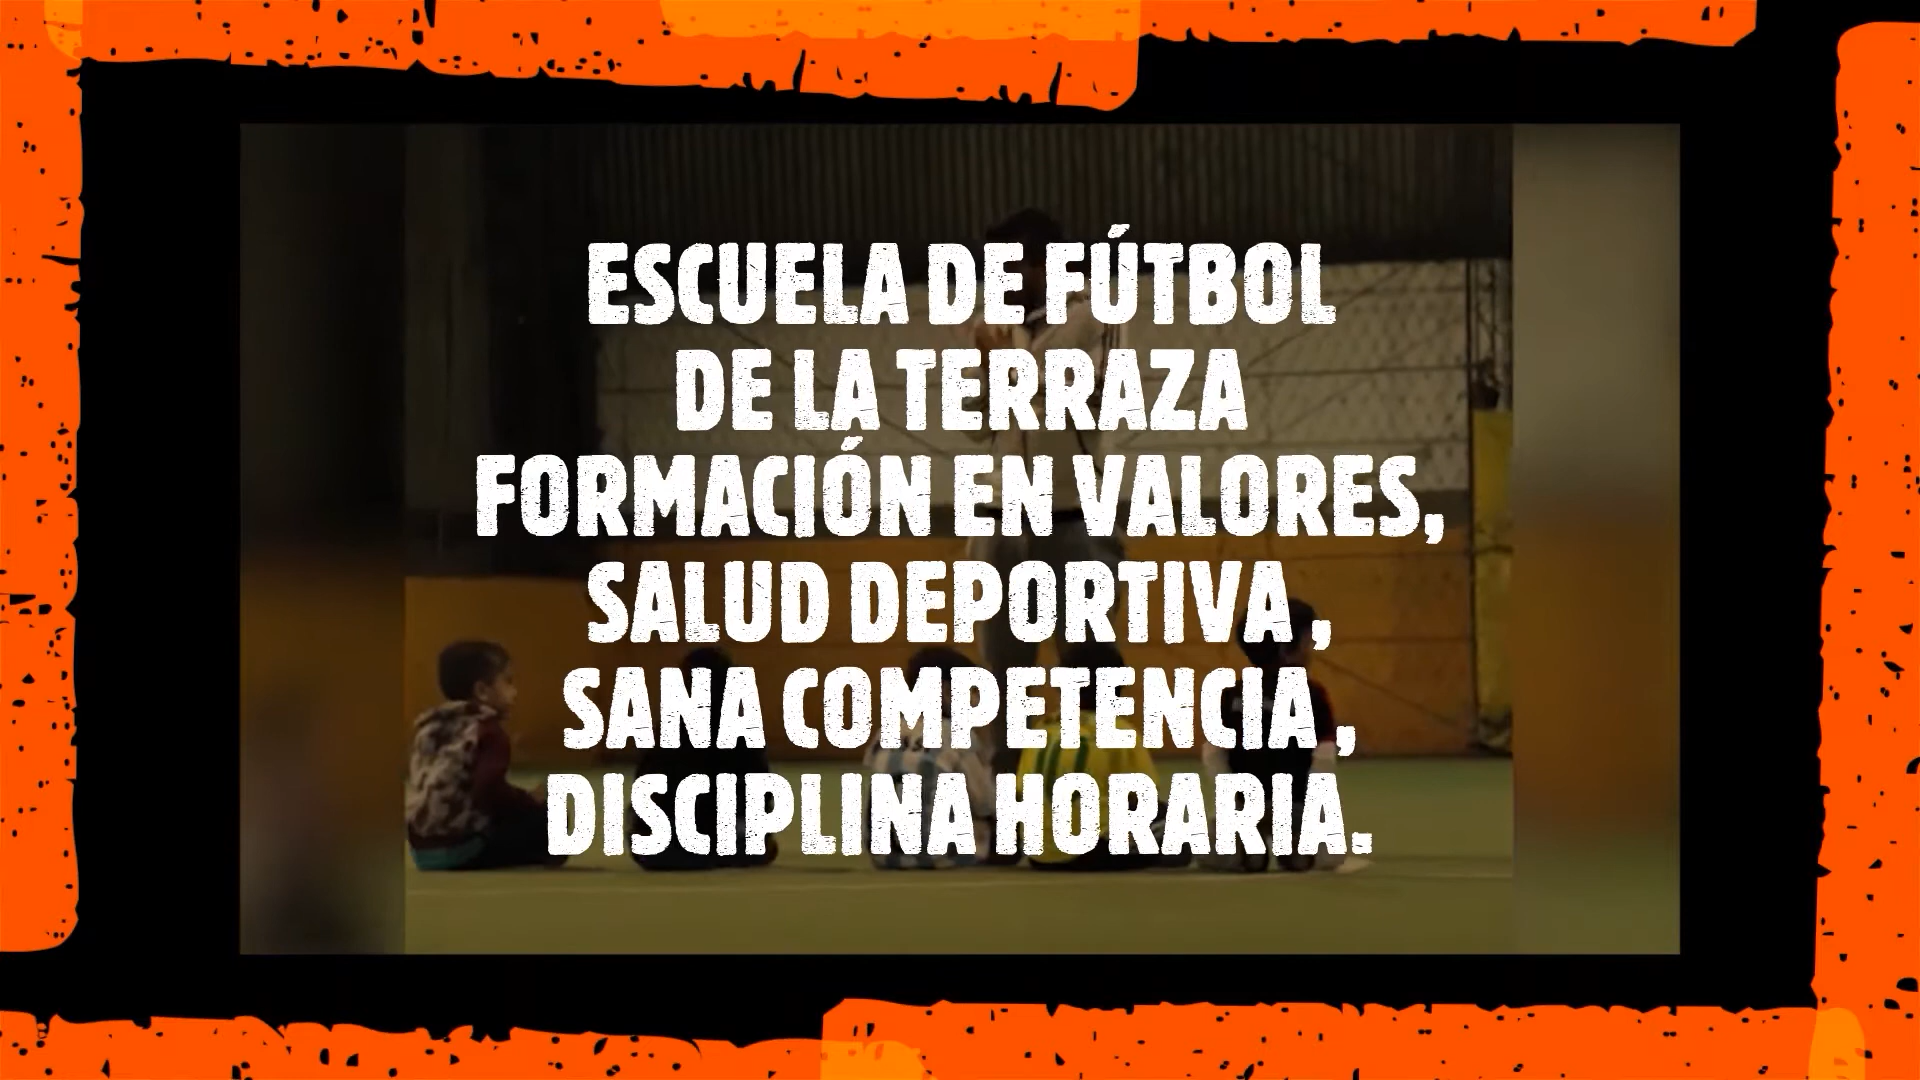 ESCUELA DE FÚTBOL
DE LA TERRAZA
FORMACIÓN EN VALORES,
SALUD DEPORTIVA ,
SANA COMPETENCIA ,
DISCIPLINA HORARIA.